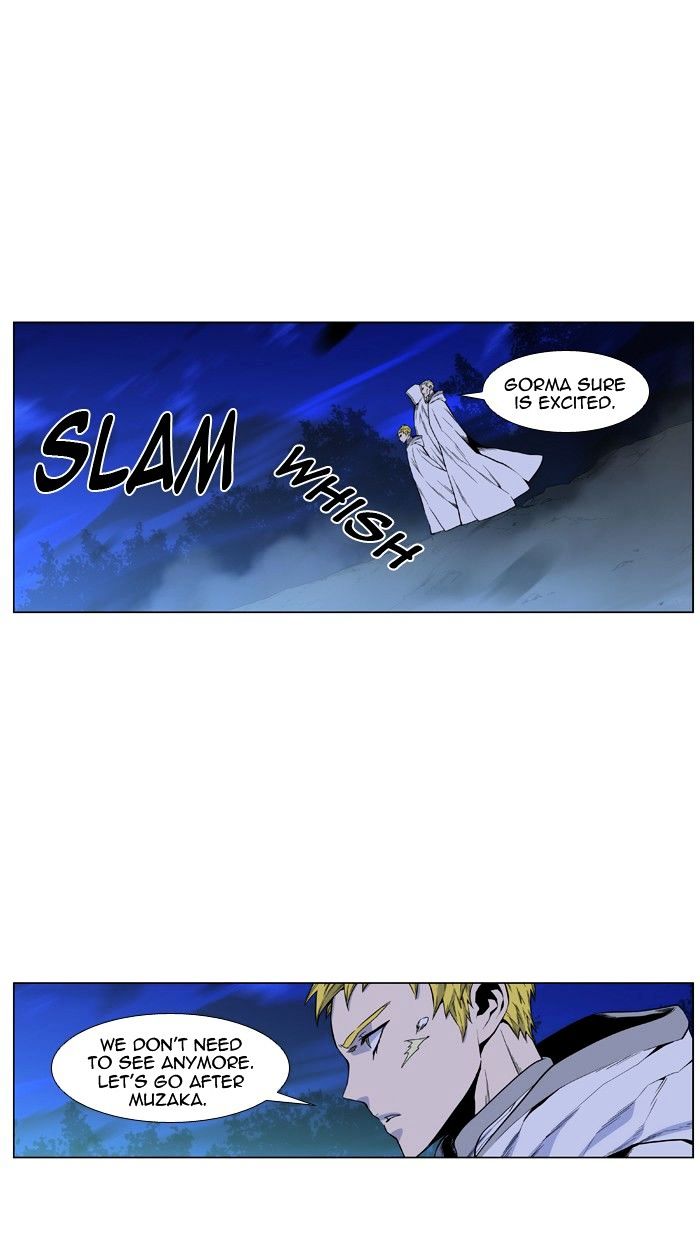 SLAM
WHISH
GORMA SURE
IS EXCITED.
WE DON'T NEED
TO SEE ANYMORE.
LET'S GO AFTER
MUZAKA.